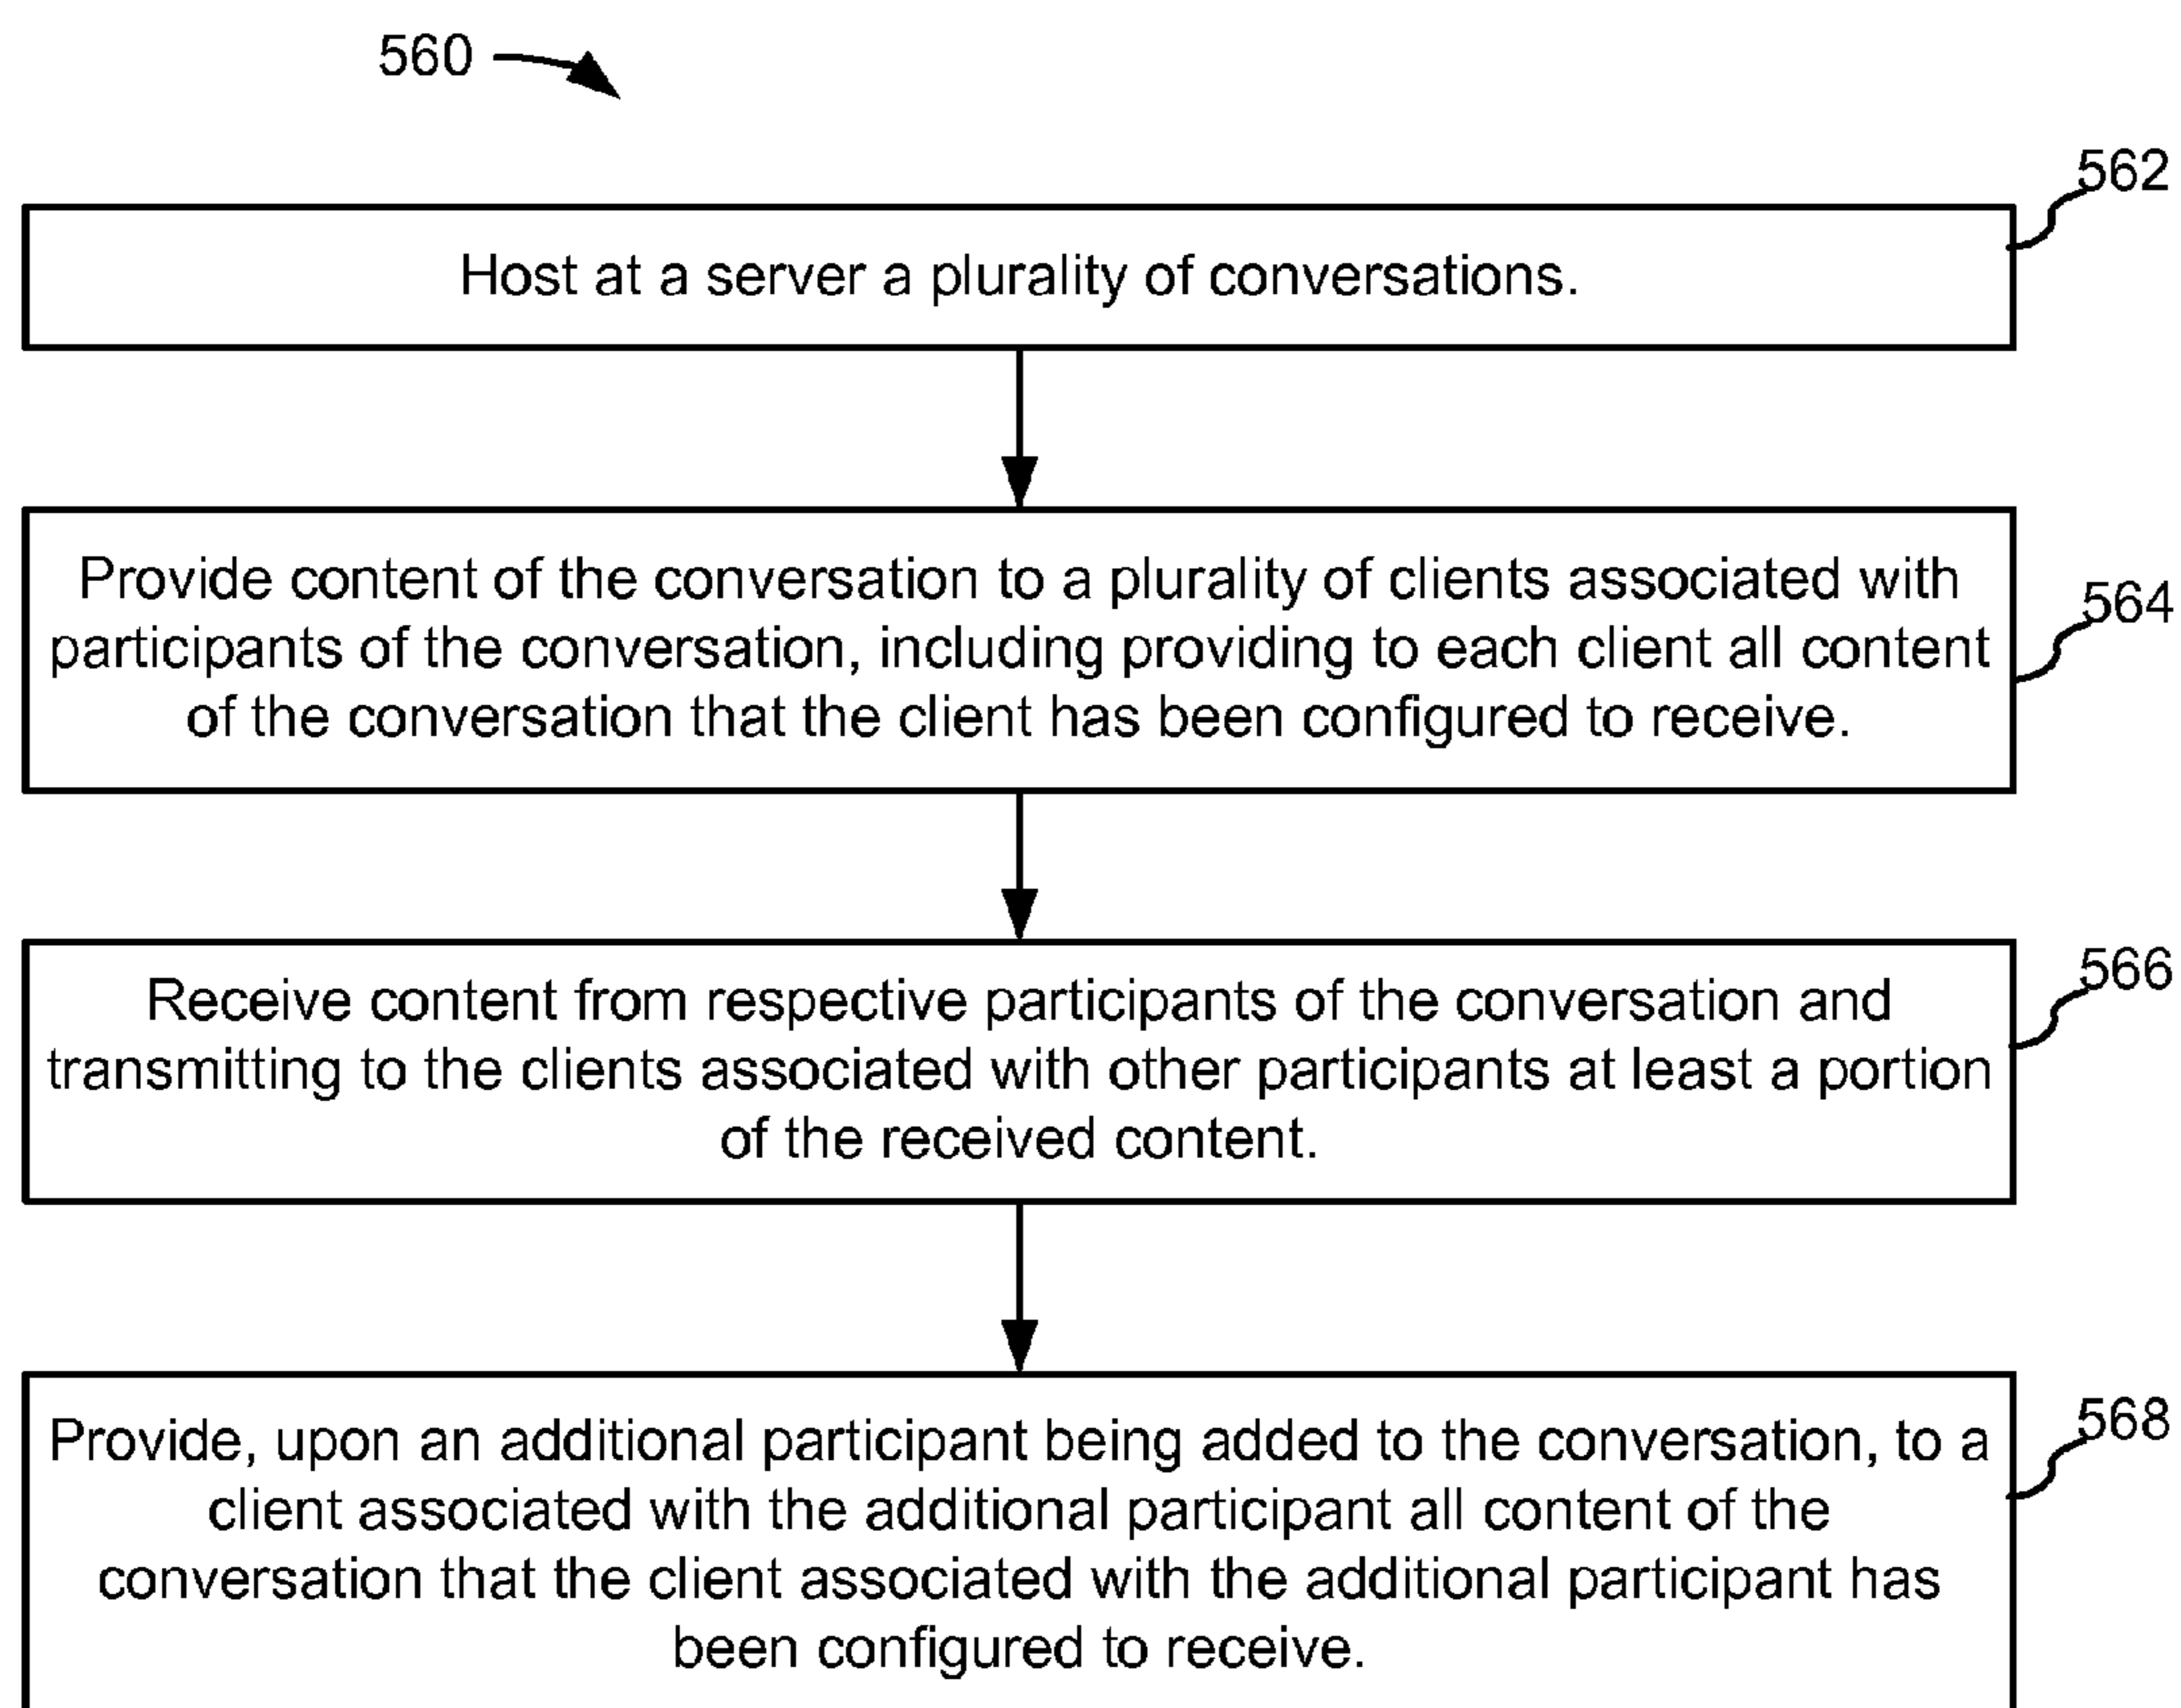 560
562
Host at a server a plurality of conversations.
Provide content of the conversation to a plurality of clients associated with
564
participants of the conversation, including providing to each client all content
of the conversation that the client has been configured to receive.
566
Receive content from respective participants of the conversation and
transmitting to the clients associated with other participants at least a portion
of the received content.
568
Provide, upon an additional participant being added to the conversation, to a
client associated with the additional participant all content of the
conversation that the client associated with the additional participant has
been configured to receive.